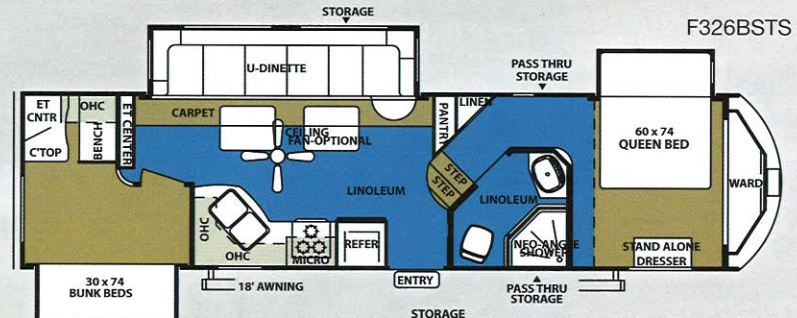 STORAGE
F326BSTS
U-DINETTE
PASS THRU
STORAGE
ET
CNTR
OHC
C'TOP
BENCH
ET CENTER
CARPET
CEILING
FAN-OPTIONAL
PANTRY
LINEN
60 x 74
QUEEN BED
WARD
STEP
STEP
LINOLEUM
LINOLEUM
OHC
OHC
MICRO
REFER
NEO-ANGLE
SHOWER
STAND ALONE
DRESSER
30 x 74
BUNK BEDS
18' AWNING
ENTRY
PASS THRU
STORAGE
STORAGE